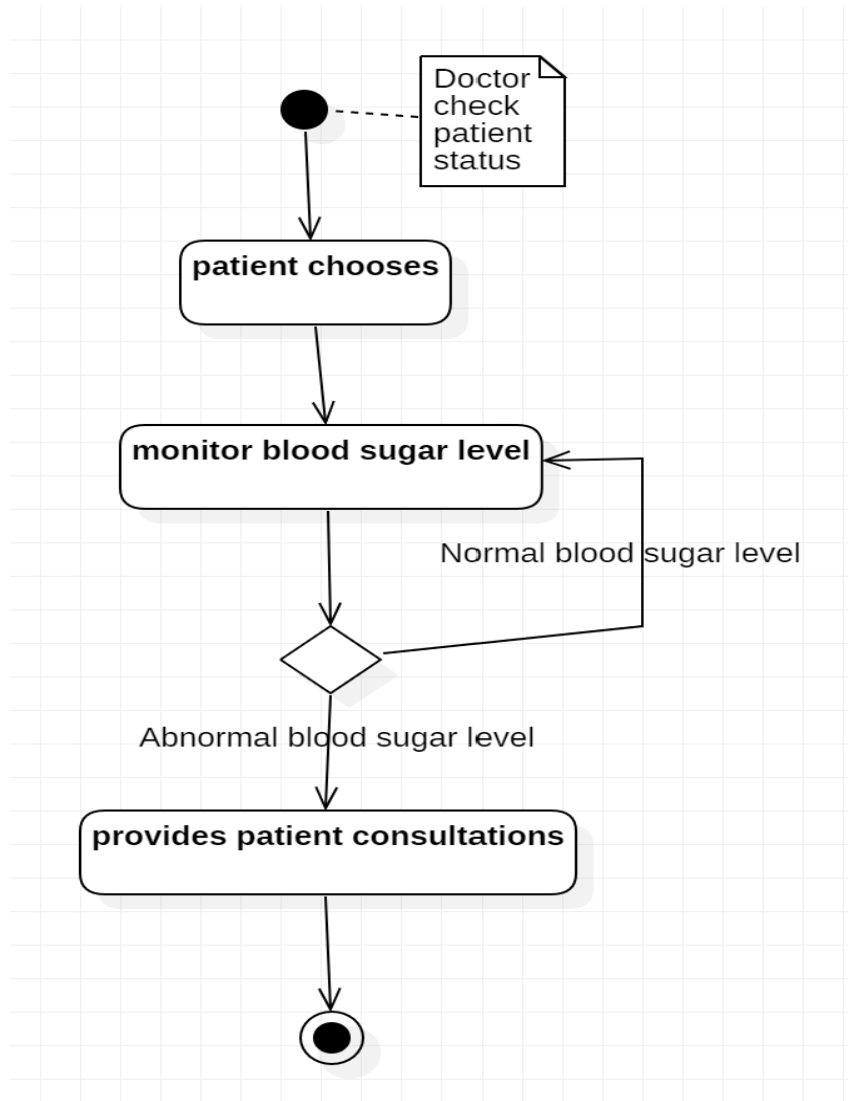 Doctor
check
patient
status
patient chooses
monitor blood sugar level
Normal blood sugar level
Abnormal blood sugar level
provides patient consultations